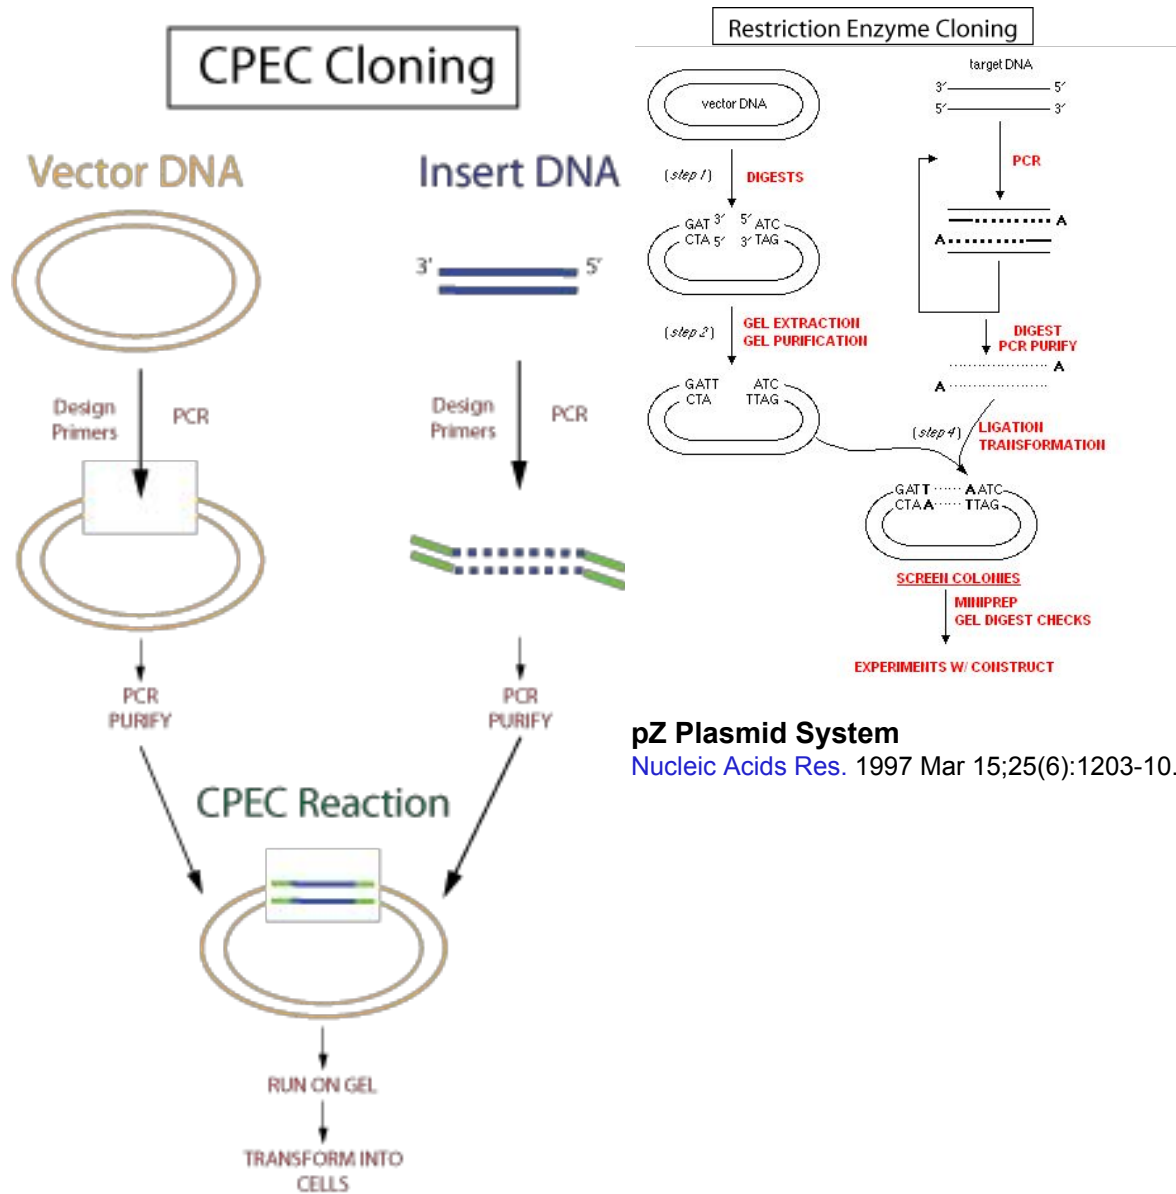 CPEC Cloning
Vector DNA
Insert DNA
3'
5'
Design
Primers
PCR
Design
Primers
PCR
PCR
PURIFY
PCR
PURIFY
CPEC Reaction
RUN ON GEL
TRANSFORM INTO
CELLS
Restriction Enzyme Cloning
vector DNA
target DNA
3' 5'
5' 3'
(step 1)
DIGESTS
PCR
GAT 3' 5' ATC
CTA 5' 3' TAG
A
A
(step 2)
GEL EXTRACTION
GEL PURIFICATION
DIGEST
PCR PURIFY
A
A
GATT ATC
CTA TTAG
(step 4)
LIGATION
TRANSFORMATION
GATT ······ AATC
CTAA ······ TTAG
SCREEN COLONIES
MINIPREP
GEL DIGEST CHECKS
EXPERIMENTS W/ CONSTRUCT
pZ Plasmid System
Nucleic Acids Res. 1997 Mar 15;25(6):1203-10.